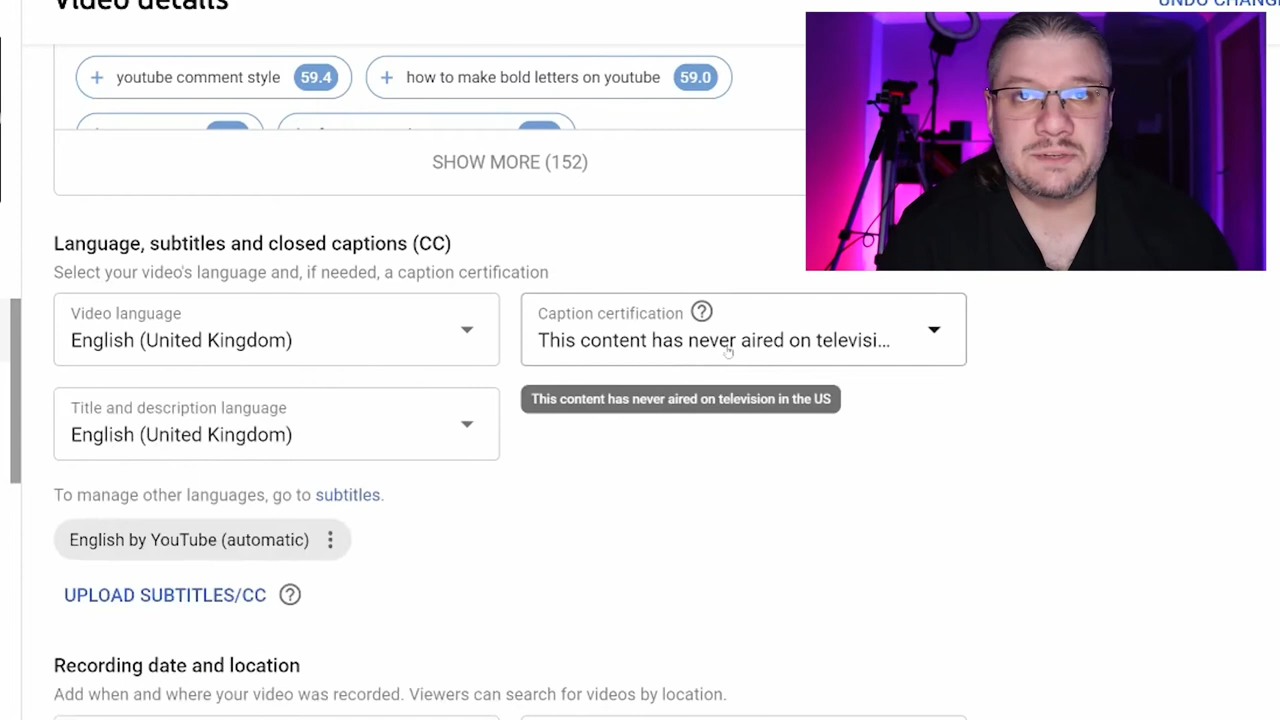 Video details
UNDO CHANG
+ youtube comment style 59.4
+ how to make bold letters on youtube 59.0
SHOW MORE (152)
Language, subtitles and closed captions (CC)
Select your video's language and, if needed, a caption certification
Video language
English (United Kingdom)
Caption certification ?
This content has never aired on televisi...
This content has never aired on television in the US
Title and description language
English (United Kingdom)
To manage other languages, go to subtitles.
English by YouTube (automatic)
UPLOAD SUBTITLES/CC ?
Recording date and location
Add when and where your video was recorded. Viewers can search for videos by location.